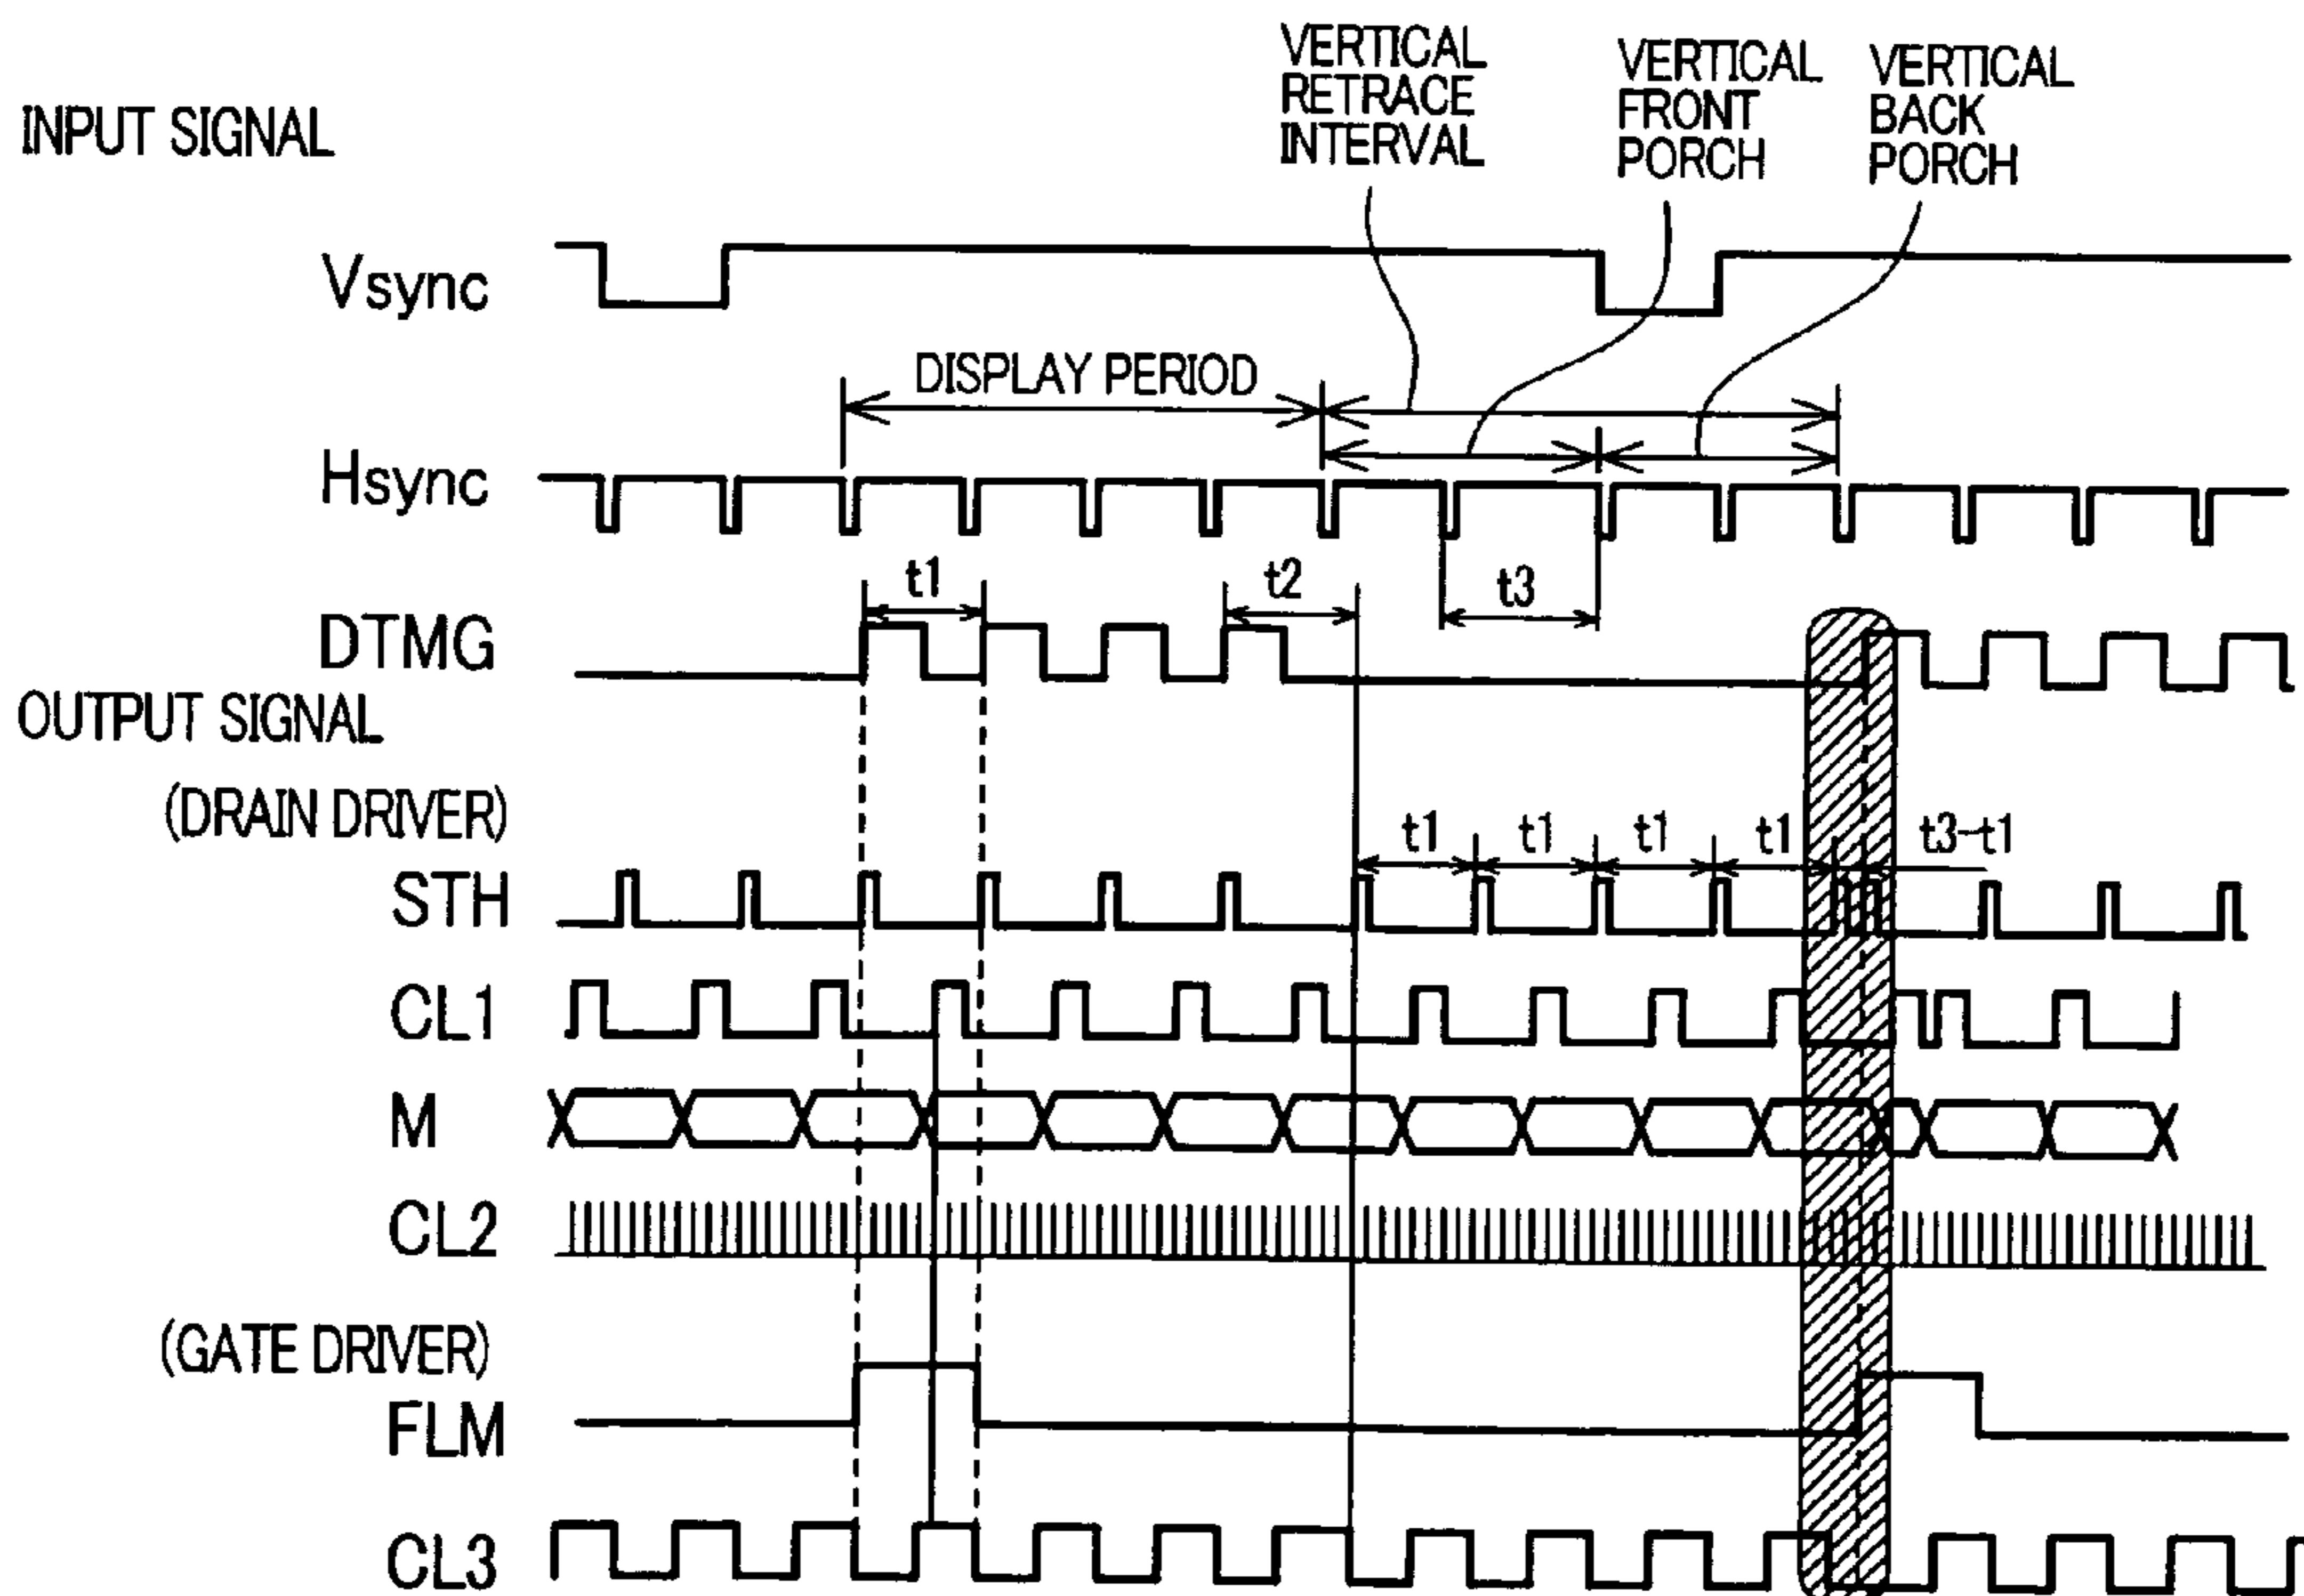 VERTICAL
RETRACE
INTERVAL
VERTICAL
FRONT
PORCH
VERTICAL
BACK
PORCH
INPUT SIGNAL
Vsync
DISPLAY PERIOD
Hsync
t1
t2
t3
DTMG
OUTPUT SIGNAL
(DRAIN DRIVER)
t1
t1
t1
t1
t3-t1
STH
CL1
M
CL2
(GATE DRIVER)
FLM
CL3